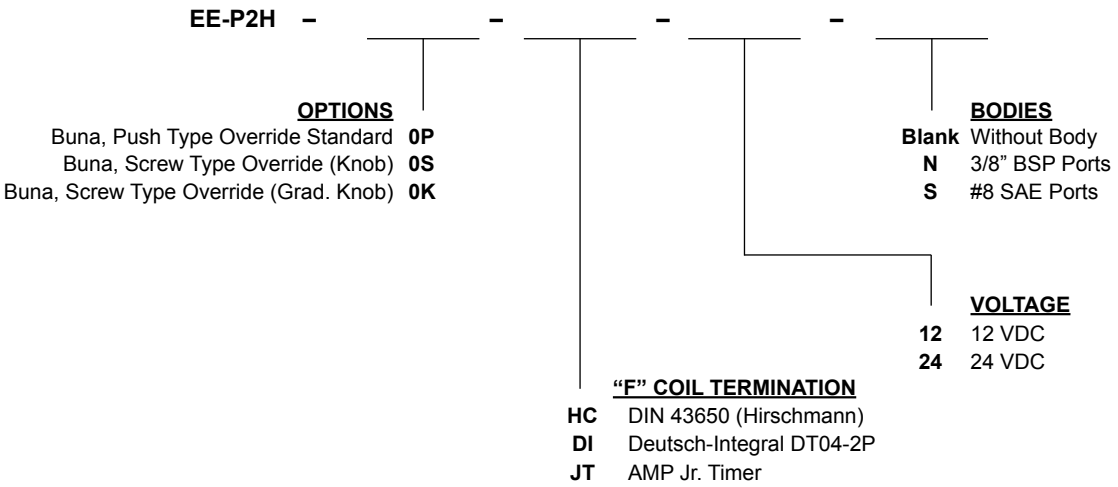 EE-P2H – – – –
OPTIONS
Buna, Push Type Override Standard 0P
Buna, Screw Type Override (Knob) 0S
Buna, Screw Type Override (Grad. Knob) 0K
BODIES
Blank Without Body
N 3/8” BSP Ports
S #8 SAE Ports
VOLTAGE
12 12 VDC
24 24 VDC
“F” COIL TERMINATION
HC DIN 43650 (Hirschmann)
DI Deutsch-Integral DT04-2P
JT AMP Jr. Timer